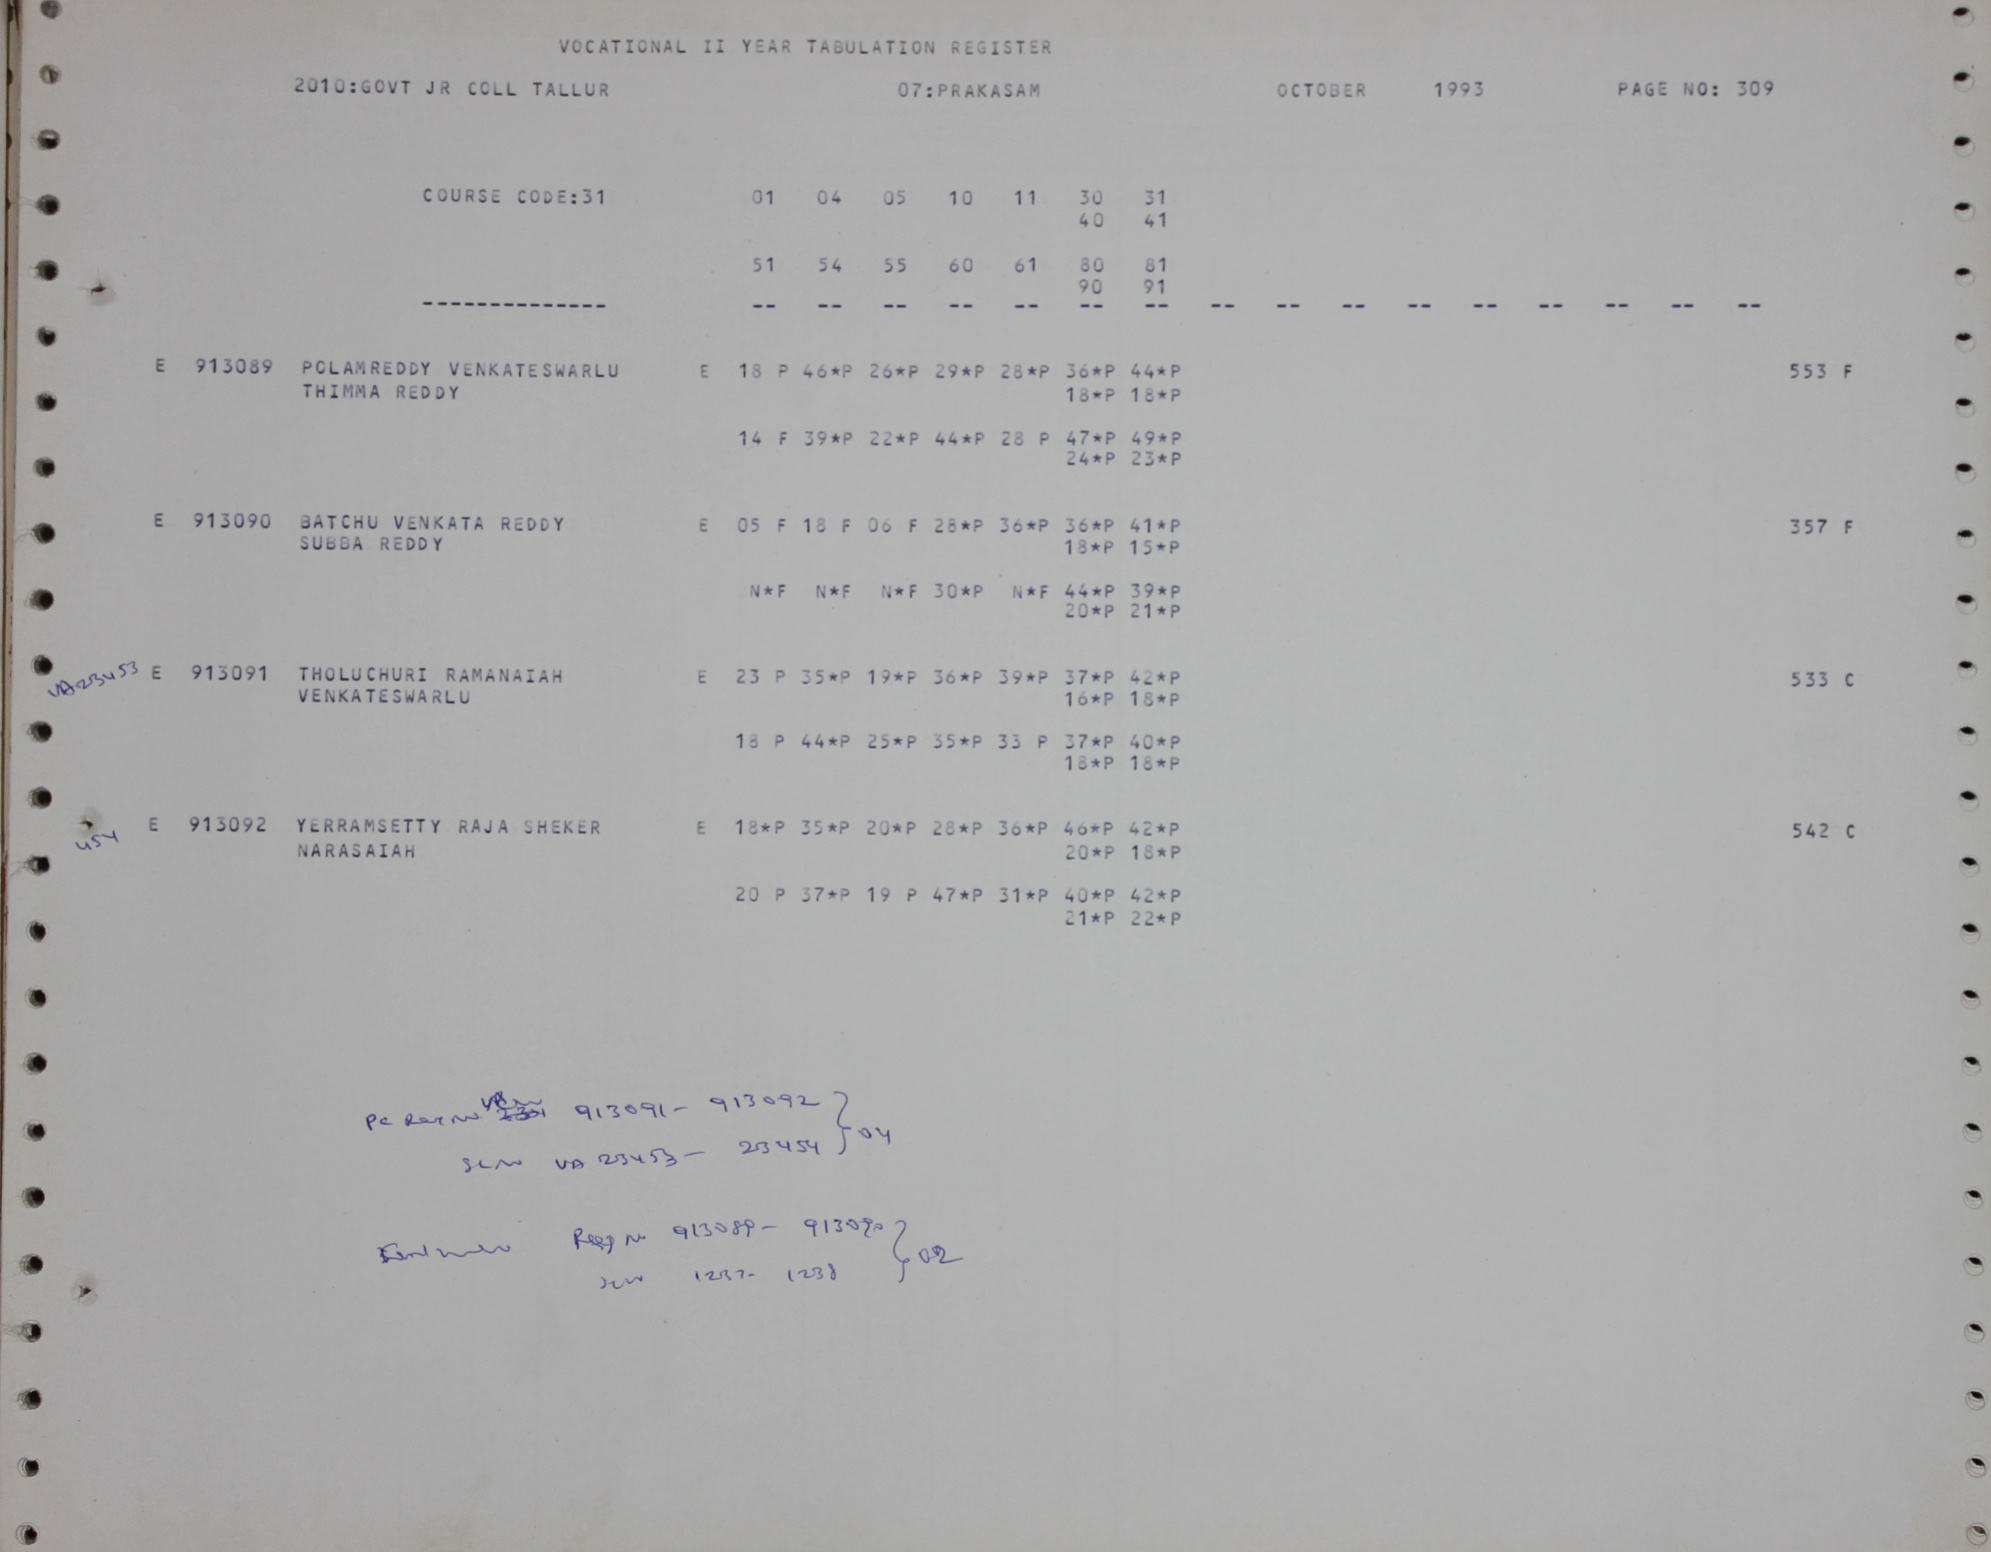 VOCATIONAL II YEAR TABULATION REGISTER
2010:GOVT JR COLL TALLUR 07:PRAKASAM OCTOBER 1993 PAGE NO: 309
COURSE CODE:31 01 04 05 10 11 30 31
40 41
51 54 55 60 61 80 81
90 91
-------------- -- -- -- -- -- -- -- -- -- -- -- -- -- -- -- --
E 913089 POLAMREDDY VENKATESWARLU E 18 P 46*P 26*P 29*P 28*P 36*P 44*P 553 F
THIMMA REDDY 18*P 18*P
14 F 39*P 22*P 44*P 28 P 47*P 49*P
24*P 23*P
E 913090 BATCHU VENKATA REDDY E 05 F 18 F 06 F 28*P 36*P 36*P 41*P 357 F
SUBBA REDDY 18*P 15*P
N*F N*F N*F 30*P N*F 44*P 39*P
20*P 21*P
VA23453 E 913091 THOLUCHURI RAMANAIAH E 23 P 35*P 19*P 36*P 39*P 37*P 42*P 533 C
VENKATESWARLU 16*P 18*P
18 P 44*P 25*P 35*P 33 P 37*P 40*P
18*P 18*P
454 E 913092 YERRAMSETTY RAJA SHEKER E 18*P 35*P 20*P 28*P 36*P 46*P 42*P 542 C
NARASAIAH 20*P 18*P
20 P 37*P 19 P 47*P 31*P 40*P 42*P
21*P 22*P
913091- 913092 } 04
VA 23453- 23454
Reg No 913089- 913090 } 02
1237- 1238